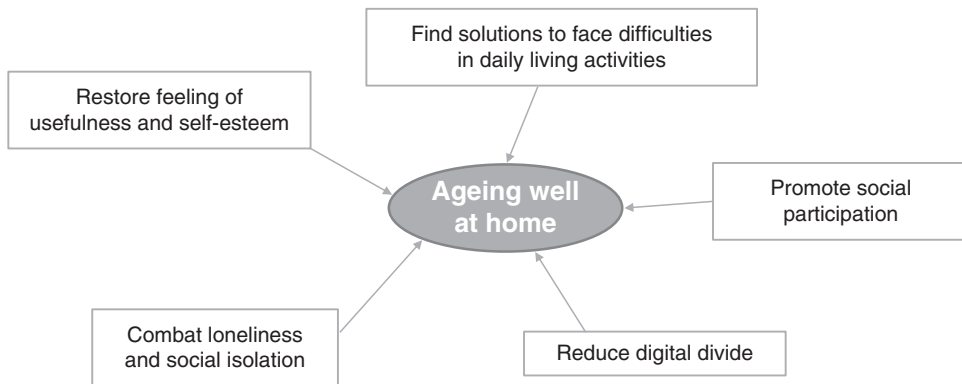 Find solutions to face difficulties
in daily living activities
Restore feeling of
usefulness and self-esteem
Ageing well
at home
Promote social
participation
Combat loneliness
and social isolation
Reduce digital divide